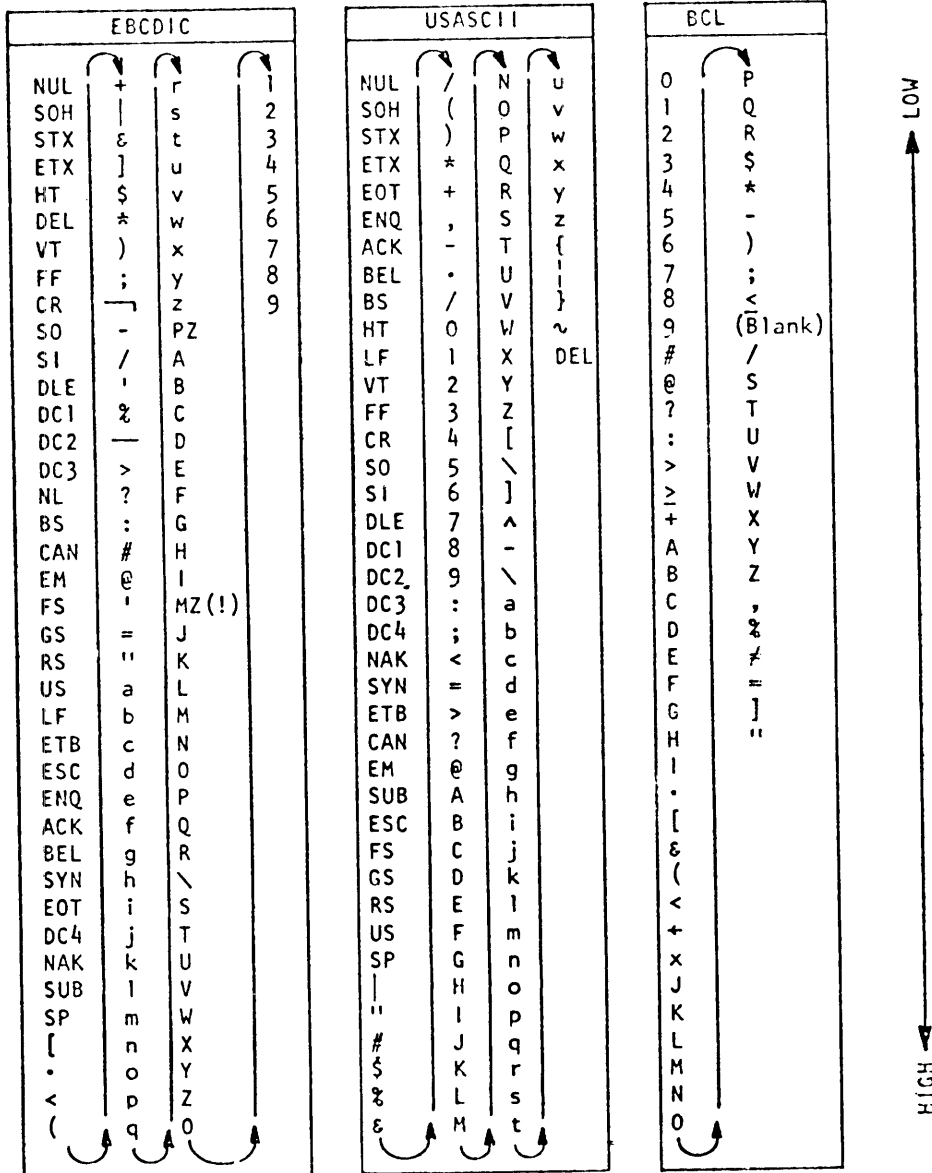 EBCDIC
NUL + r 1
SOH | s 2
STX & t 3
ETX ] u 4
HT $ v 5
DEL * w 6
VT ) x 7
FF ; y 8
CR ¬ z 9
SO - PZ
SI / A
DLE ' B
DC1 % C
DC2 — D
DC3 > E
NL ? F
BS : G
CAN # H
EM @ I
FS ' MZ(!)
GS = J
RS " K
US a L
LF b M
ETB c N
ESC d O
ENQ e P
ACK f Q
BEL g R
SYN h \
EOT i S
DC4 j T
NAK k U
SUB l V
SP m W
[ n X
. o Y
< p Z
( q 0
USASCII
NUL / N u
SOH ( O v
STX ) P w
ETX * Q x
EOT + R y
ENQ , S z
ACK - T {
BEL . U ¦
BS / V }
HT 0 W ~
LF 1 X DEL
VT 2 Y
FF 3 Z
CR 4 [
SO 5 \
SI 6 ]
DLE 7 ^
DC1 8 -
DC2 9 \
DC3 : a
DC4 ; b
NAK < c
SYN = d
ETB > e
CAN ? f
EM @ g
SUB A h
ESC B i
FS C j
GS D k
RS E l
US F m
SP G n
| H o
" I p
# J q
$ K r
% L s
& M t
BCL
0 P
1 Q
2 R
3 $
4 *
5 -
6 )
7 ;
8 ≤
9 (Blank)
# /
@ S
? T
: U
> V
≥ W
+ X
A Y
B Z
C ,
D %
E ≠
F =
G ]
H "
I
.
[
&
(
<
←
x
J
K
L
M
N
O
LOW
HIGH